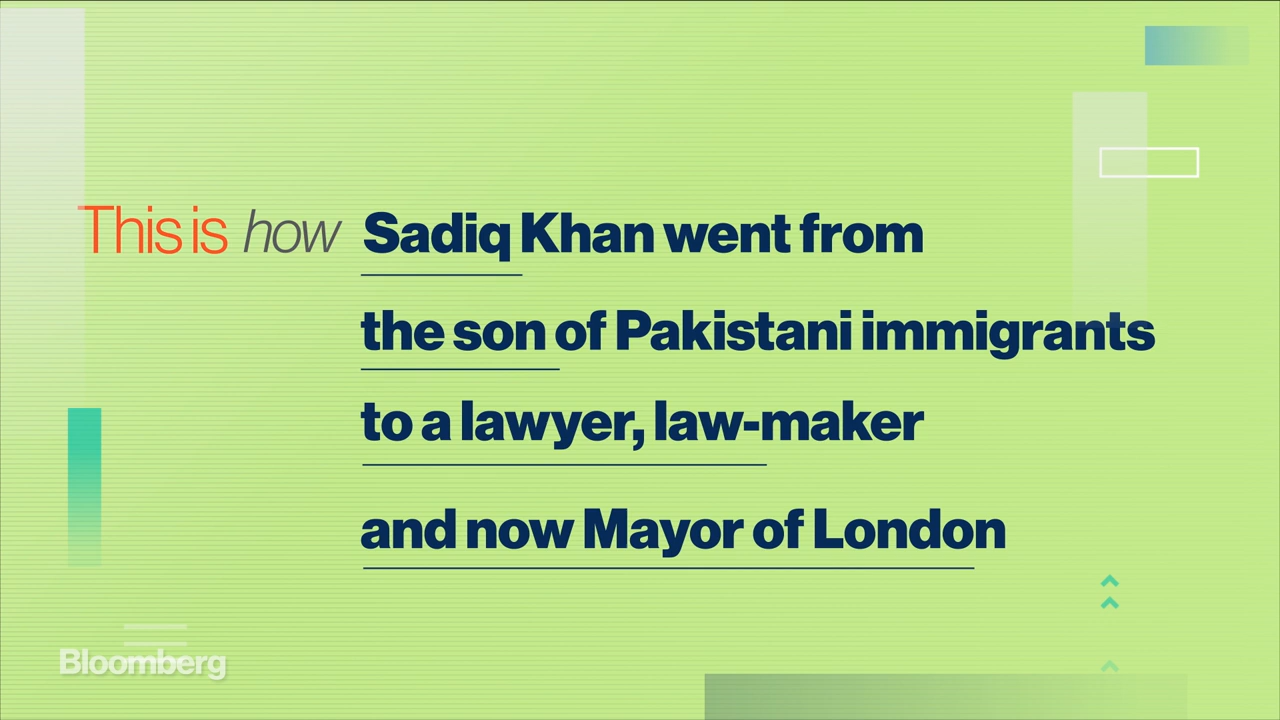 This is how Sadiq Khan went from
the son of Pakistani immigrants
to a lawyer, law-maker
and now Mayor of London
Bloomberg